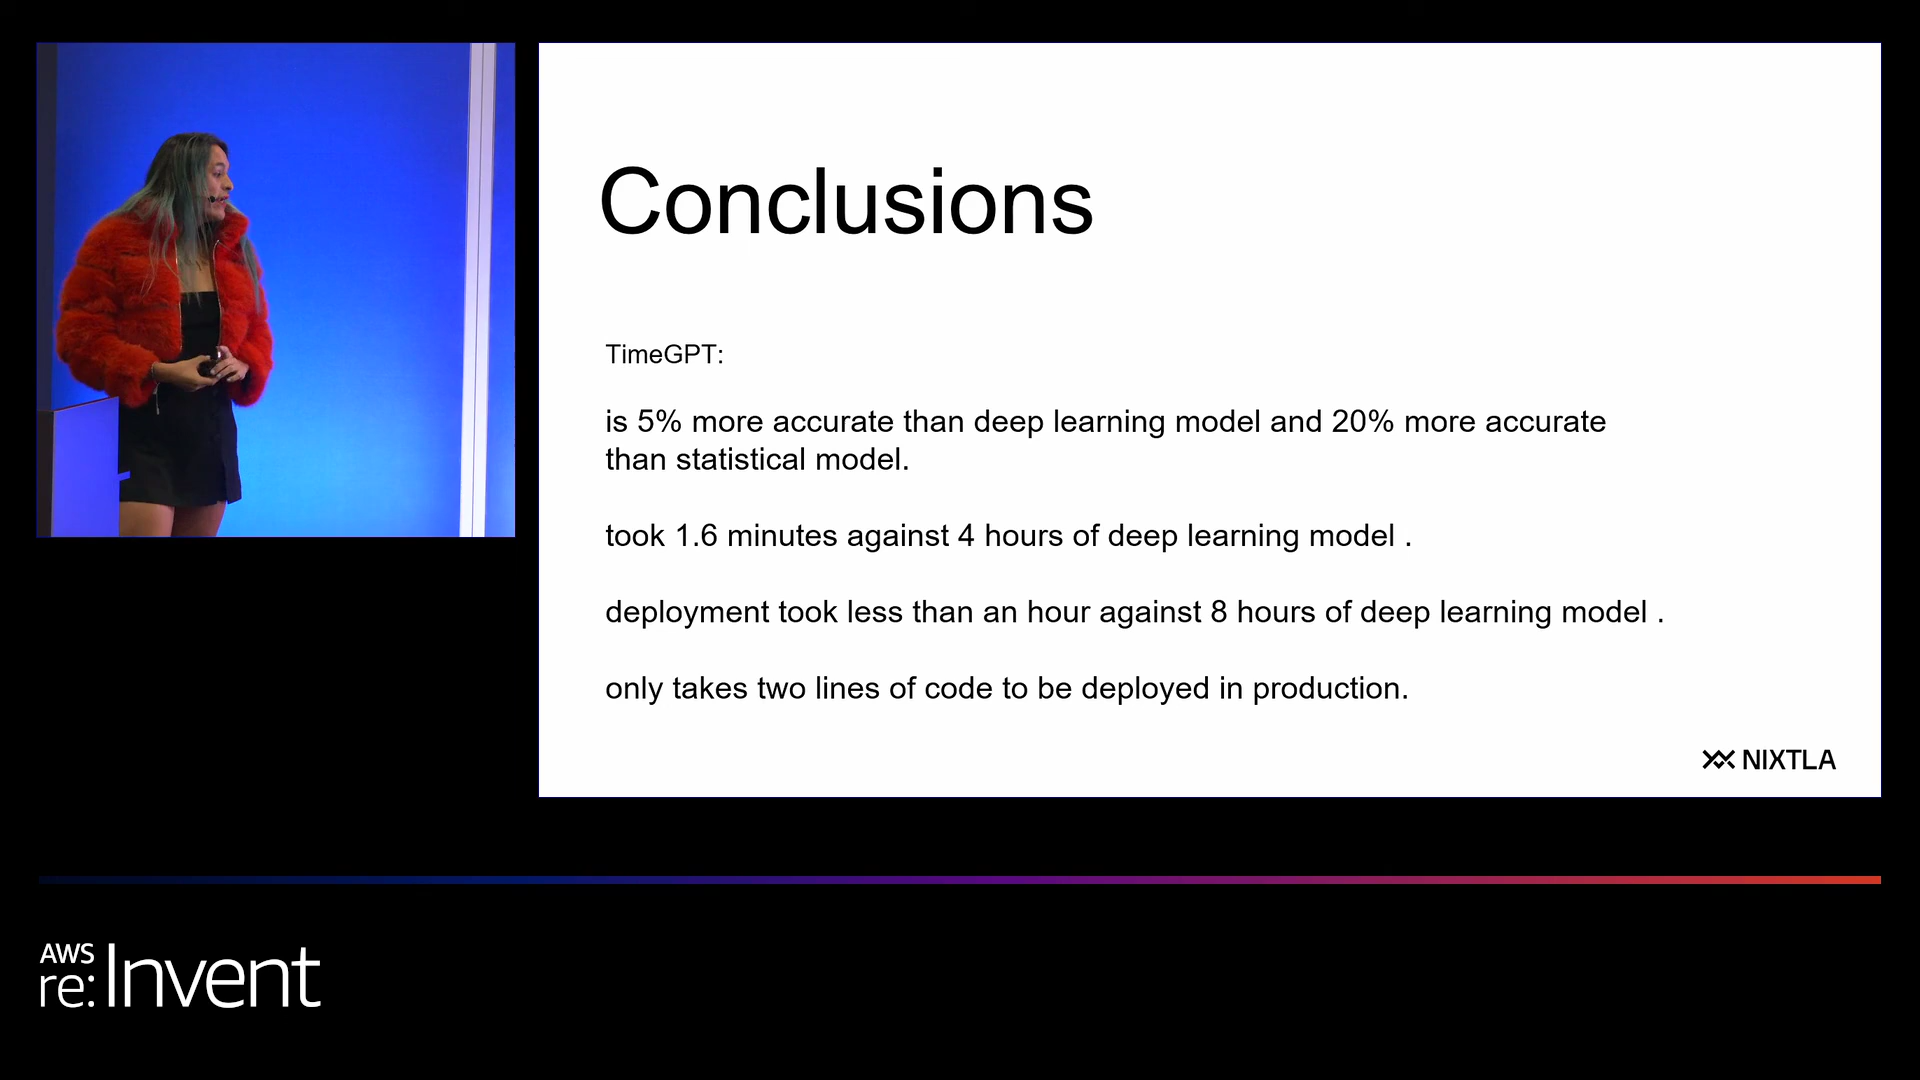 Conclusions
TimeGPT:
is 5% more accurate than deep learning model and 20% more accurate
than statistical model.
took 1.6 minutes against 4 hours of deep learning model .
deployment took less than an hour against 8 hours of deep learning model .
only takes two lines of code to be deployed in production.
NIXTLA
AWS
re:Invent